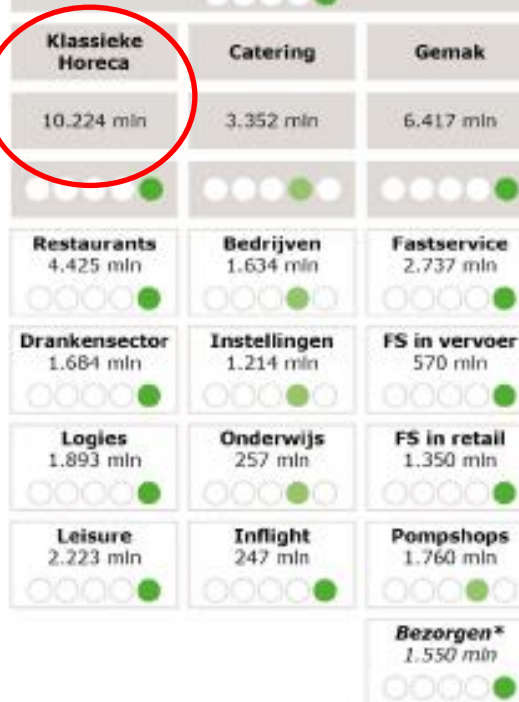 Klassieke
Horeca
Catering
Gemak
10.224 mln
3.352 mln
6.417 mln
Restaurants
4.425 mln
Bedrijven
1.634 mln
Fastservice
2.737 mln
Drankensector
1.684 mln
Instellingen
1.214 mln
FS in vervoer
570 mln
Logies
1.893 mln
Onderwijs
257 mln
FS in retail
1.350 mln
Leisure
2.223 mln
Inflight
247 mln
Pompshops
1.760 mln
Bezorgen*
1.550 mln